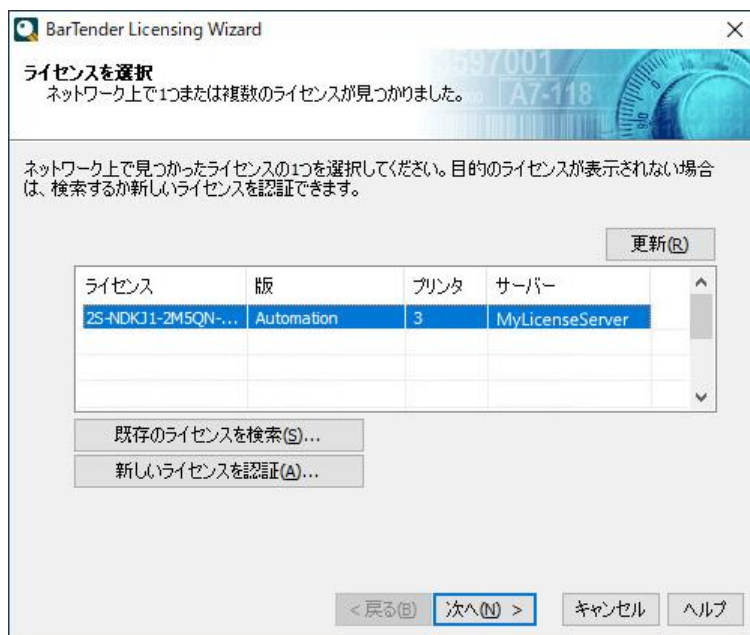 BarTender Licensing Wizard
ライセンスを選択
ネットワーク上で1つまたは複数のライセンスが見つかりました。
3597001
A7-118
ネットワーク上で見つかったライセンスの1つを選択してください。目的のライセンスが表示されない場合
は、検索するか新しいライセンスを認証できます。
更新(R)
ライセンス 版 プリンタ サーバー
2S-NDKJ1-2M5QN-... Automation 3 MyLicenseServer
既存のライセンスを検索(S)...
新しいライセンスを認証(A)...
< 戻る(B) 次へ(N) > キャンセル ヘルプ